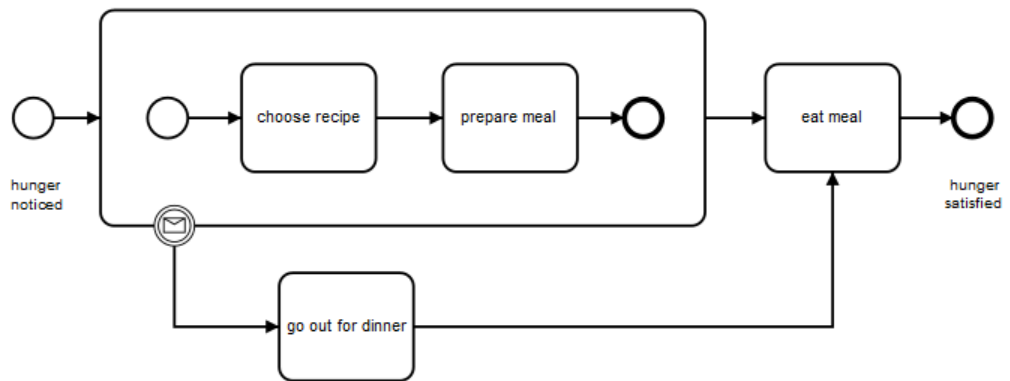 choose recipe
prepare meal
eat meal
hunger
noticed
hunger
satisfied
go out for dinner